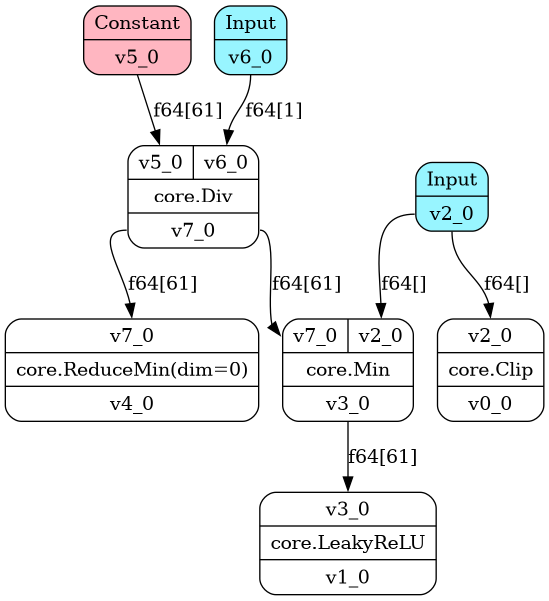 Constant
v5_0
Input
v6_0
f64[61]
f64[1]
v5_0
v6_0
core.Div
v7_0
Input
v2_0
f64[61]
f64[61]
f64[]
f64[]
v7_0
core.ReduceMin(dim=0)
v4_0
v7_0
v2_0
core.Min
v3_0
v2_0
core.Clip
v0_0
f64[61]
v3_0
core.LeakyReLU
v1_0